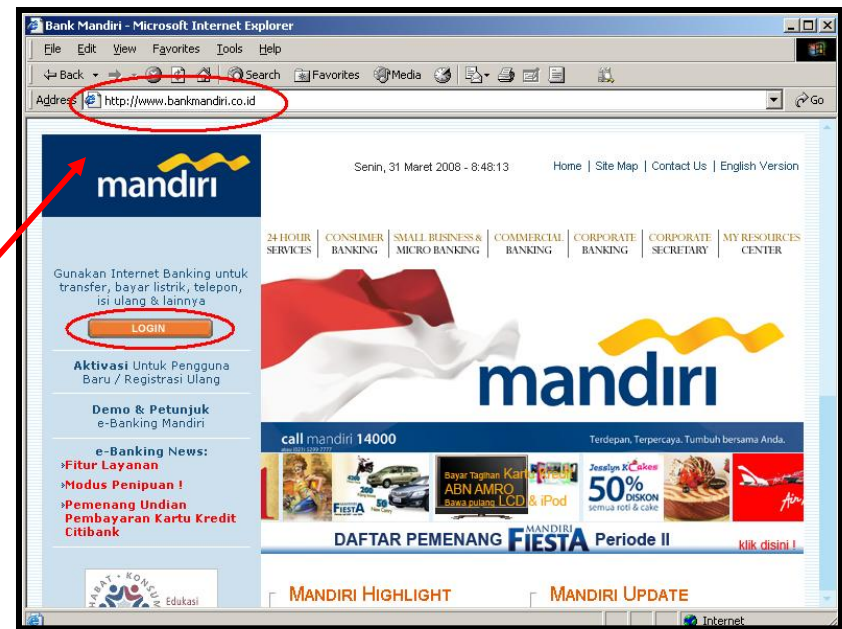 Bank Mandiri - Microsoft Internet Explorer
File Edit View Favorites Tools Help
Back Search Favorites Media
Address http://www.bankmandiri.co.id Go
mandiri
Senin, 31 Maret 2008 - 8:48:13 Home | Site Map | Contact Us | English Version
24 HOUR SERVICES
CONSUMER BANKING
SMALL BUSINESS & MICRO BANKING
COMMERCIAL BANKING
CORPORATE BANKING
CORPORATE SECRETARY
MY RESOURCES CENTER
Gunakan Internet Banking untuk
transfer, bayar listrik, telepon,
isi ulang & lainnya
LOGIN
Aktivasi Untuk Pengguna
Baru / Registrasi Ulang
Demo & Petunjuk
e-Banking Mandiri
e-Banking News:
»Fitur Layanan
»Modus Penipuan !
»Pemenang Undian
Pembayaran Kartu Kredit
Citibank
Edukasi
mandiri
call mandiri 14000
atau (021) 5299 7777
Terdepan, Terpercaya. Tumbuh bersama Anda.
FIESTA
Bayar Tagihan Kartu Kredit
ABN AMRO
Bawa pulang LCD & iPod
Jesslyn K'Cakes
50% DISKON
semua roti & cake
DAFTAR PEMENANG MANDIRI FIESTA Periode II
klik disini !
MANDIRI HIGHLIGHT
MANDIRI UPDATE
Internet